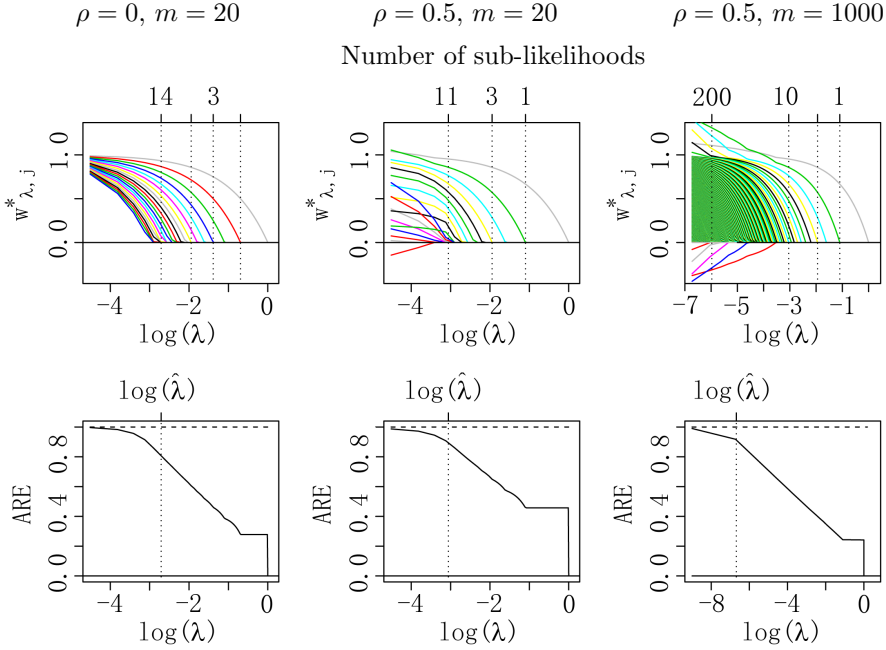 ρ = 0, m = 20 ρ = 0.5, m = 20 ρ = 0.5, m = 1000
Number of sub-likelihoods
14 3 11 3 1 200 10 1
w*λ, j 0.0 1.0 w*λ, j 0.0 1.0 w*λ, j 0.0 1.0
−4 −2 0 −4 −2 0 −7 −5 −3 −1
log(λ) log(λ) log(λ)
log(λ̂) log(λ̂) log(λ̂)
ARE 0.0 0.4 0.8 ARE 0.0 0.4 0.8 ARE 0.0 0.4 0.8
−4 −2 0 −4 −2 0 −8 −4 0
log(λ) log(λ) log(λ)